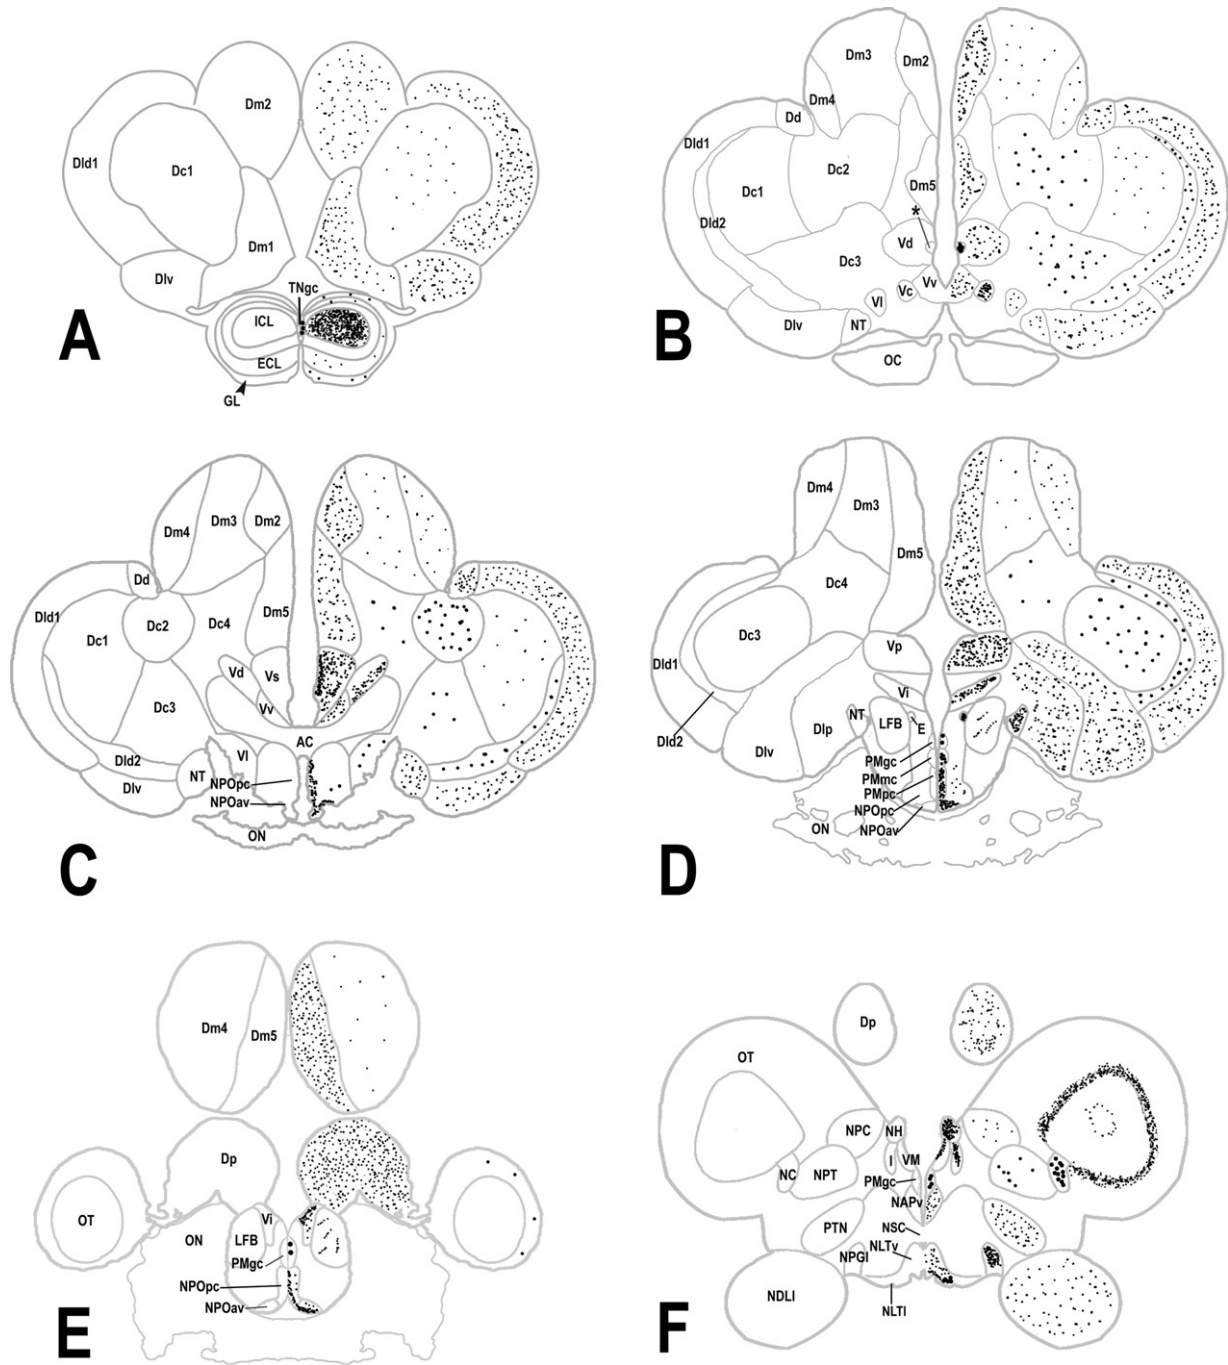 Dm2
Dld1
Dc1
Dm1
Dlv
TNgc
ICL
ECL
GL
A
Dm3
Dm2
Dm4
Dd
Dld1
Dc1
Dc2
Dm5
*
Dld2
Vd
Dc3
Vv
Vc
Vl
Dlv
NT
OC
B
Dm4
Dm3
Dm2
Dd
Dld1
Dc1
Dc2
Dc4
Dm5
Vd
Vs
Vv
Dc3
AC
Dld2
Vl
NT
NPOpc
Dlv
NPOav
ON
C
Dm4
Dm3
Dm5
Dc4
Dc3
Vp
Dld1
Vi
NT
LFB
E
Dld2
Dlv
Dlp
PMgc
PMmc
PMpc
NPOpc
ON
NPOav
D
Dm4
Dm5
Dp
OT
Vi
ON
LFB
PMgc
NPOpc
NPOav
E
Dp
OT
NPC
NH
I
VM
NC
NPT
PMgc
NAPv
PTN
NSC
NLTv
NPGl
NDLI
NLTl
F